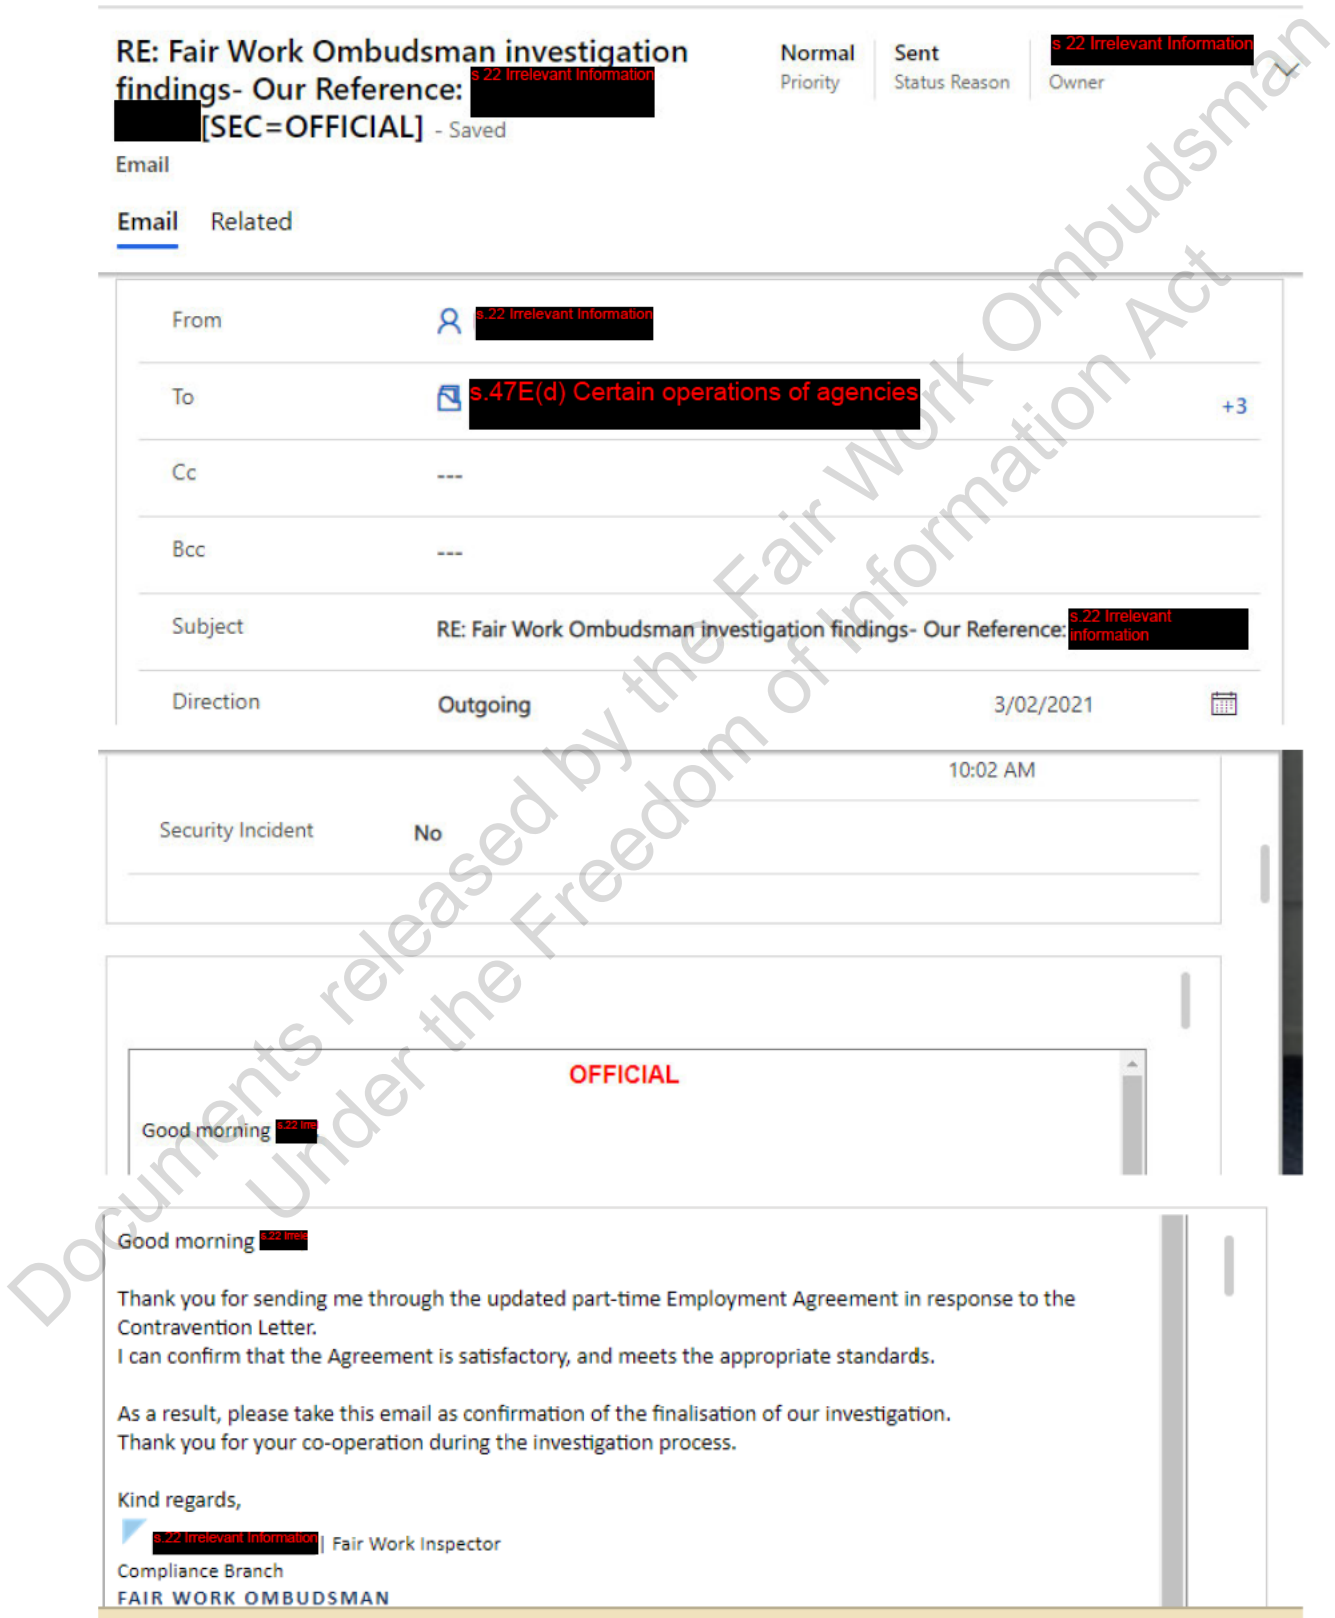 RE: Fair Work Ombudsman investigation
findings- Our Reference: s 22 Irrelevant Information
[SEC=OFFICIAL] - Saved
Email
Normal
Priority
Sent
Status Reason
s 22 Irrelevant Information
Owner
Email Related
From s.22 Irrelevant Information
To s.47E(d) Certain operations of agencies +3
Cc ---
Bcc ---
Subject RE: Fair Work Ombudsman investigation findings- Our Reference: s.22 Irrelevant
information
Direction Outgoing 3/02/2021
10:02 AM
Security Incident No
OFFICIAL
Good morning s.22 Irre
Good morning s.22 Irrele
Thank you for sending me through the updated part-time Employment Agreement in response to the
Contravention Letter.
I can confirm that the Agreement is satisfactory, and meets the appropriate standards.
As a result, please take this email as confirmation of the finalisation of our investigation.
Thank you for your co-operation during the investigation process.
Kind regards,
s.22 Irrelevant Information | Fair Work Inspector
Compliance Branch
FAIR WORK OMBUDSMAN
Documents released by the Fair Work Ombudsman
Under the Freedom of Information Act